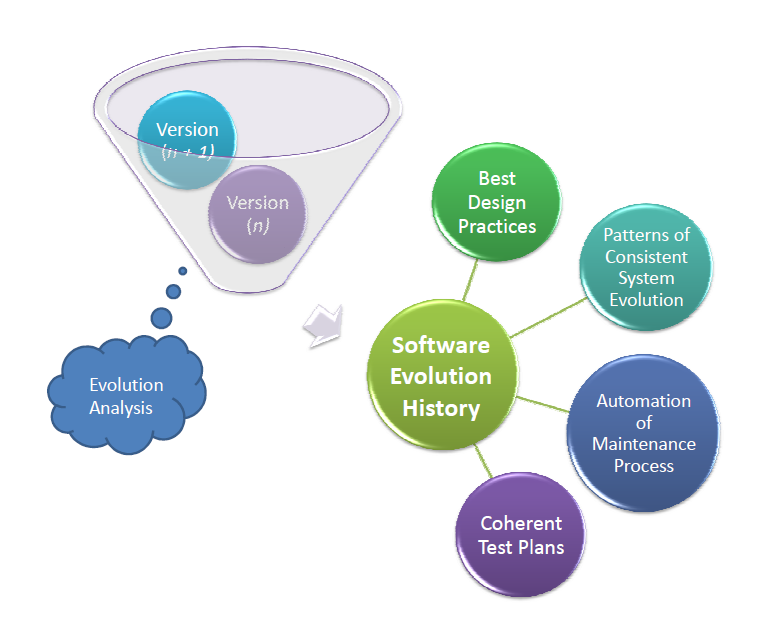 Version
(n + 1)
Version
(n)
Evolution
Analysis
Best
Design
Practices
Patterns of
Consistent
System
Evolution
Software
Evolution
History
Automation
of
Maintenance
Process
Coherent
Test Plans